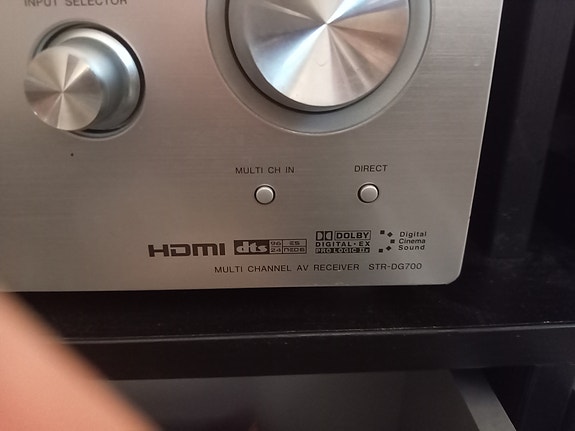 INPUT SELECTOR
MULTI CH IN
DIRECT
HDMI dts 96 24 ES NEO:6
DOLBY
DIGITAL·EX
PRO LOGIC IIx
Digital
Cinema
Sound
MULTI CHANNEL AV RECEIVER STR-DG700